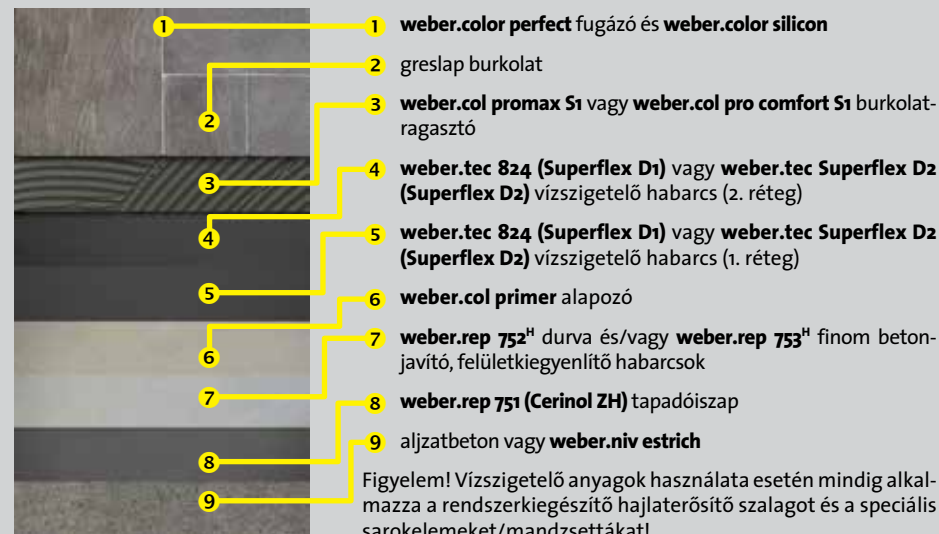 1 weber.color perfect fugázó és weber.color silicon
2 greslap burkolat
3 weber.col promax S1 vagy weber.col pro comfort S1 burkolat-
ragasztó
4 weber.tec 824 (Superflex D1) vagy weber.tec Superflex D2
(Superflex D2) vízszigetelő habarcs (2. réteg)
5 weber.tec 824 (Superflex D1) vagy weber.tec Superflex D2
(Superflex D2) vízszigetelő habarcs (1. réteg)
6 weber.col primer alapozó
7 weber.rep 752ᴴ durva és/vagy weber.rep 753ᴴ finom beton-
javító, felületkiegyenlítő habarcsok
8 weber.rep 751 (Cerinol ZH) tapadóiszap
9 aljzatbeton vagy weber.niv estrich
Figyelem! Vízszigetelő anyagok használata esetén mindig alkal-
mazza a rendszerkiegészítő hajlaterősítő szalagot és a speciális
sarokelemeket/mandzsettákat!
1
2
3
4
5
6
7
8
9